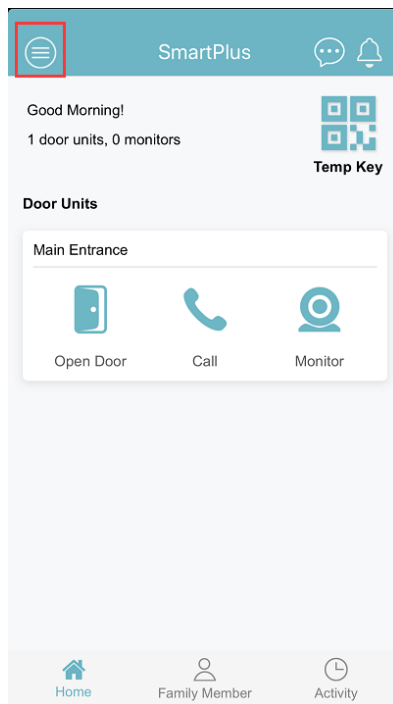 SmartPlus
Good Morning!
1 door units, 0 monitors
Temp Key
Door Units
Main Entrance
Open Door
Call
Monitor
Home
Family Member
Activity